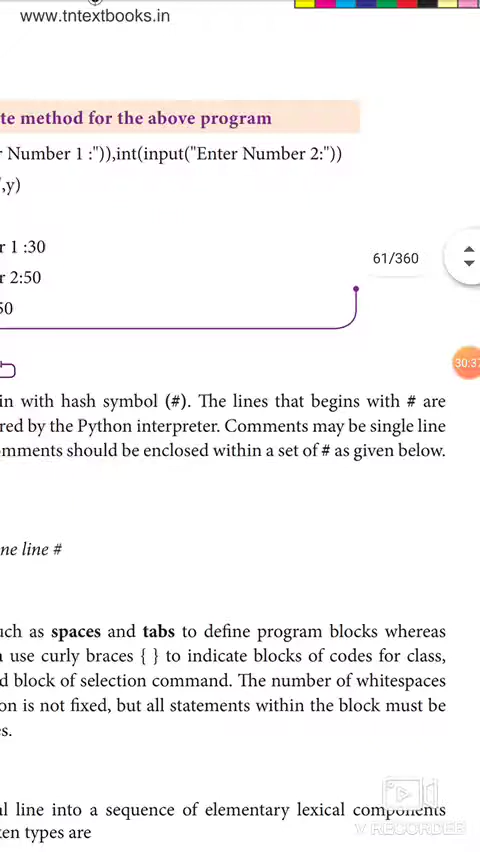 www.tntextbooks.in
te method for the above program
r Number 1 :")),int(input("Enter Number 2:"))
",y)
r 1 :30
61/360
r 2:50
50
30:37
in with hash symbol (#). The lines that begins with # are
red by the Python interpreter. Comments may be single line
omments should be enclosed within a set of # as given below.
ne line #
uch as spaces and tabs to define program blocks whereas
a use curly braces { } to indicate blocks of codes for class,
d block of selection command. The number of whitespaces
on is not fixed, but all statements within the block must be
es.
al line into a sequence of elementary lexical components
ken types are
V RECORDER